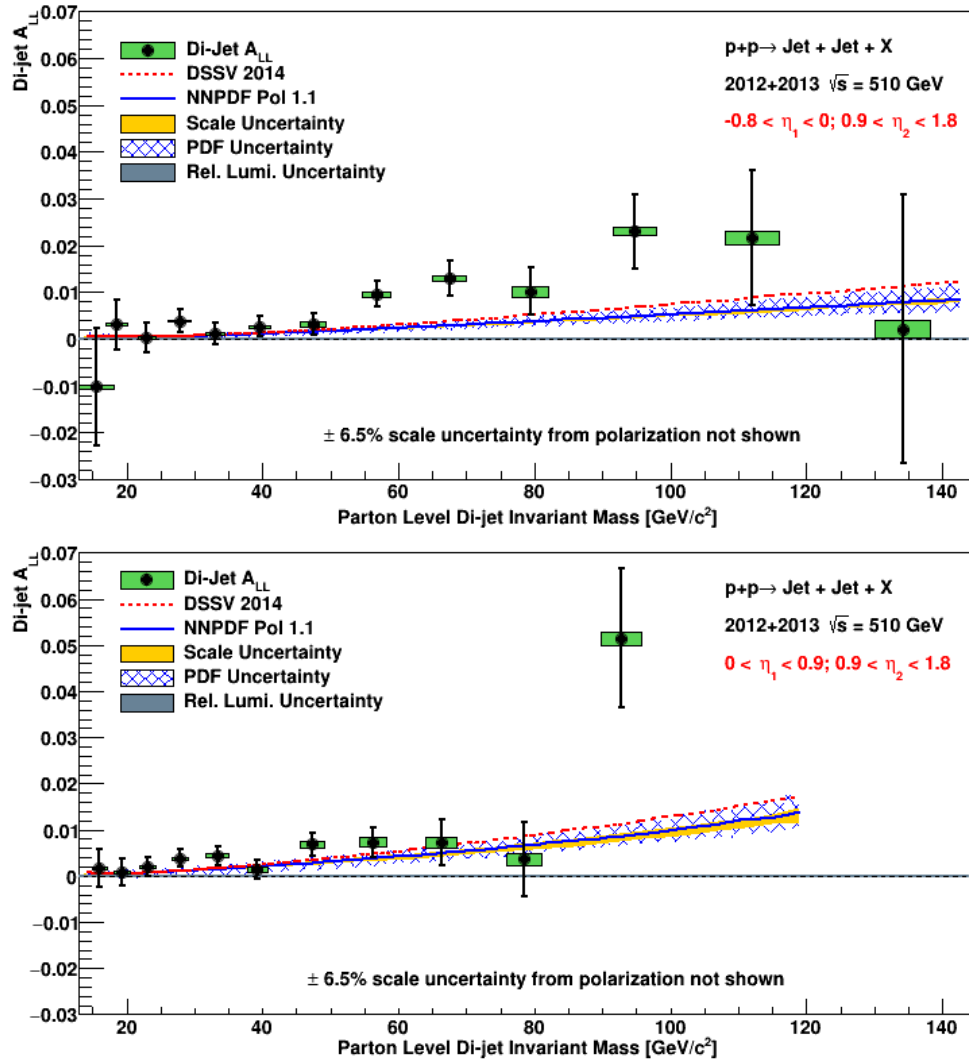 Di-jet A_LL
0.07
0.06
0.05
0.04
0.03
0.02
0.01
0
−0.01
−0.02
−0.03
Di-Jet A_LL
DSSV 2014
NNPDF Pol 1.1
Scale Uncertainty
PDF Uncertainty
Rel. Lumi. Uncertainty
p+p→ Jet + Jet + X
2012+2013 √s = 510 GeV
-0.8 < η₁ < 0; 0.9 < η₂ < 1.8
± 6.5% scale uncertainty from polarization not shown
20 40 60 80 100 120 140
Parton Level Di-jet Invariant Mass [GeV/c²]
Di-jet A_LL
0.07
0.06
0.05
0.04
0.03
0.02
0.01
0
−0.01
−0.02
−0.03
Di-Jet A_LL
DSSV 2014
NNPDF Pol 1.1
Scale Uncertainty
PDF Uncertainty
Rel. Lumi. Uncertainty
p+p→ Jet + Jet + X
2012+2013 √s = 510 GeV
0 < η₁ < 0.9; 0.9 < η₂ < 1.8
± 6.5% scale uncertainty from polarization not shown
20 40 60 80 100 120 140
Parton Level Di-jet Invariant Mass [GeV/c²]